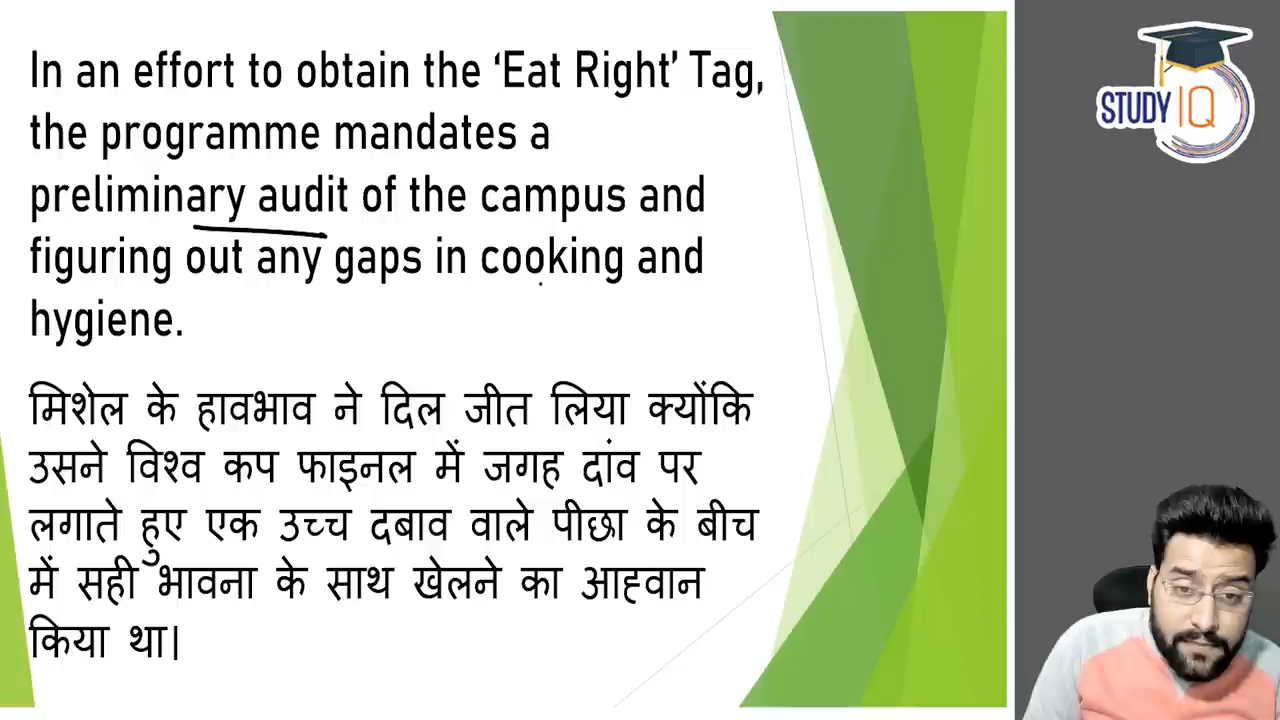 In an effort to obtain the ‘Eat Right’ Tag,
the programme mandates a
preliminary audit of the campus and
figuring out any gaps in cooking and
hygiene.
मिशेल के हावभाव ने दिल जीत लिया क्योंकि
उसने विश्व कप फाइनल में जगह दांव पर
लगाते हुए एक उच्च दबाव वाले पीछा के बीच
में सही भावना के साथ खेलने का आह्वान
किया था।
STUDY IQ